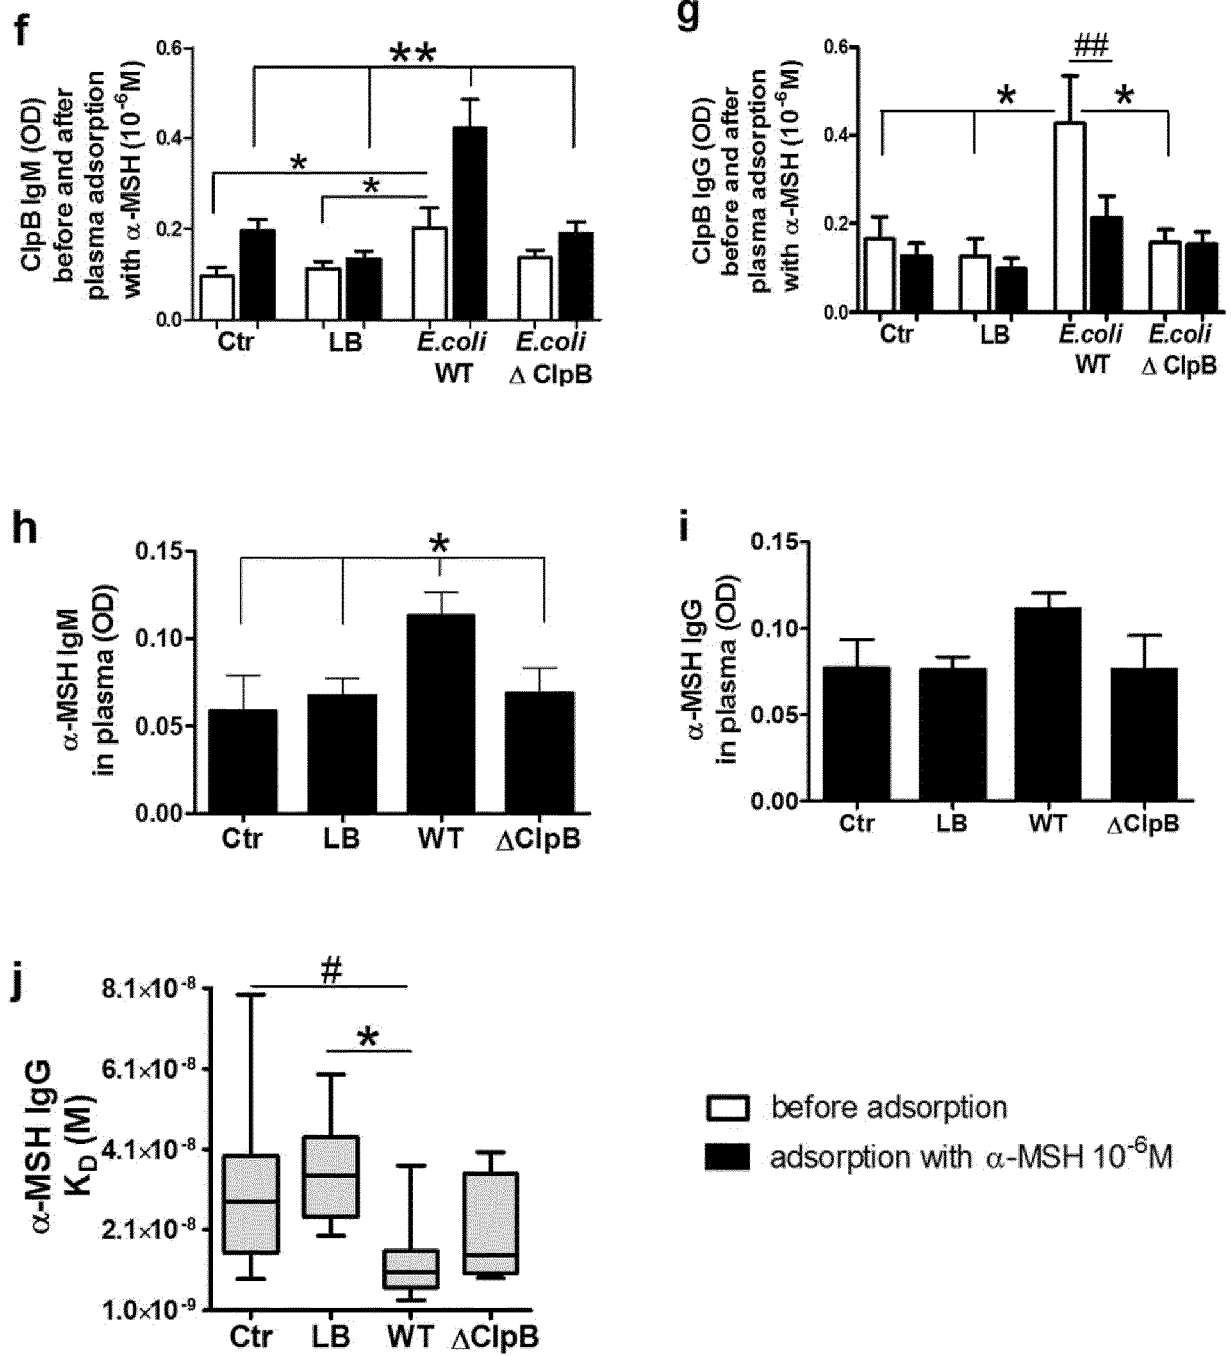 f
ClpB IgM (OD)
before and after
plasma adsorption
with α-MSH (10⁻⁶M)
0.6
0.4
0.2
0.0
**
*
*
Ctr
LB
E.coli
WT
E.coli
Δ ClpB
g
ClpB IgG (OD)
before and after
plasma adsorption
with α-MSH (10⁻⁶M)
0.6
0.4
0.2
0.0
##
*
*
Ctr
LB
E.coli
WT
E.coli
Δ ClpB
h
α-MSH IgM
in plasma (OD)
0.15
0.10
0.05
0.00
*
Ctr
LB
WT
ΔClpB
i
α-MSH IgG
in plasma (OD)
0.15
0.10
0.05
0.00
Ctr
LB
WT
ΔClpB
j
α-MSH IgG
K_D (M)
8.1×10⁻⁸
6.1×10⁻⁸
4.1×10⁻⁸
2.1×10⁻⁸
1.0×10⁻⁹
#
*
Ctr
LB
WT
ΔClpB
before adsorption
adsorption with α-MSH 10⁻⁶M